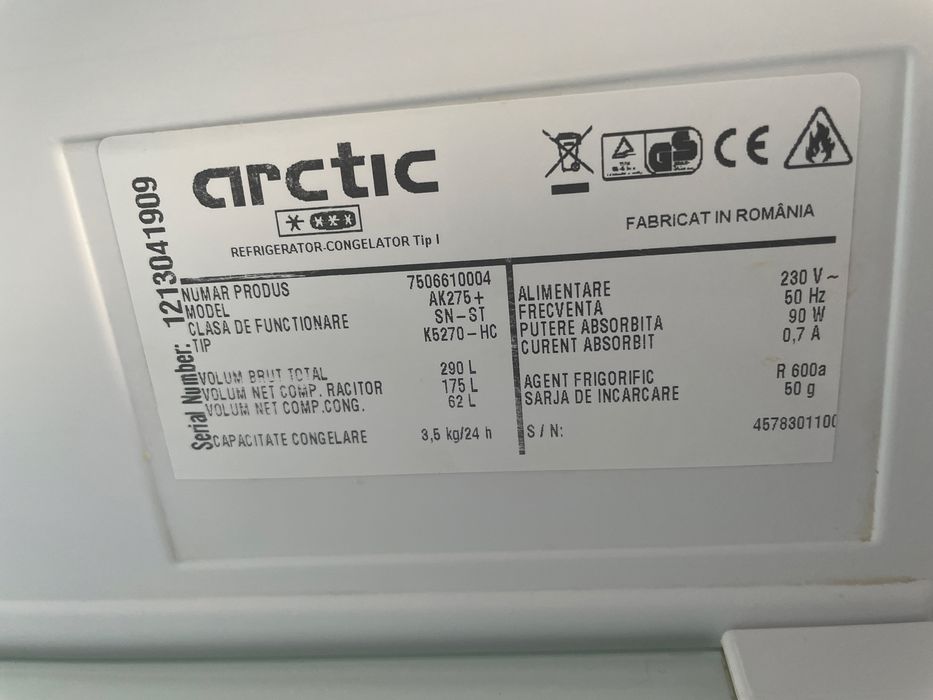 arctic
REFRIGERATOR-CONGELATOR Tip I
GS
CE
FABRICAT IN ROMÂNIA
Serial Number: 1213041909
NUMAR PRODUS 7506610004
MODEL AK275+
CLASA DE FUNCTIONARE SN-ST
TIP K5270-HC
VOLUM BRUT TOTAL 290 L
VOLUM NET COMP. RACITOR 175 L
VOLUM NET COMP.CONG. 62 L
CAPACITATE CONGELARE 3,5 kg/24 h
ALIMENTARE 230 V~
FRECVENTA 50 Hz
PUTERE ABSORBITA 90 W
CURENT ABSORBIT 0,7 A
AGENT FRIGORIFIC R 600a
SARJA DE INCARCARE 50 g
S/N: 4578301100